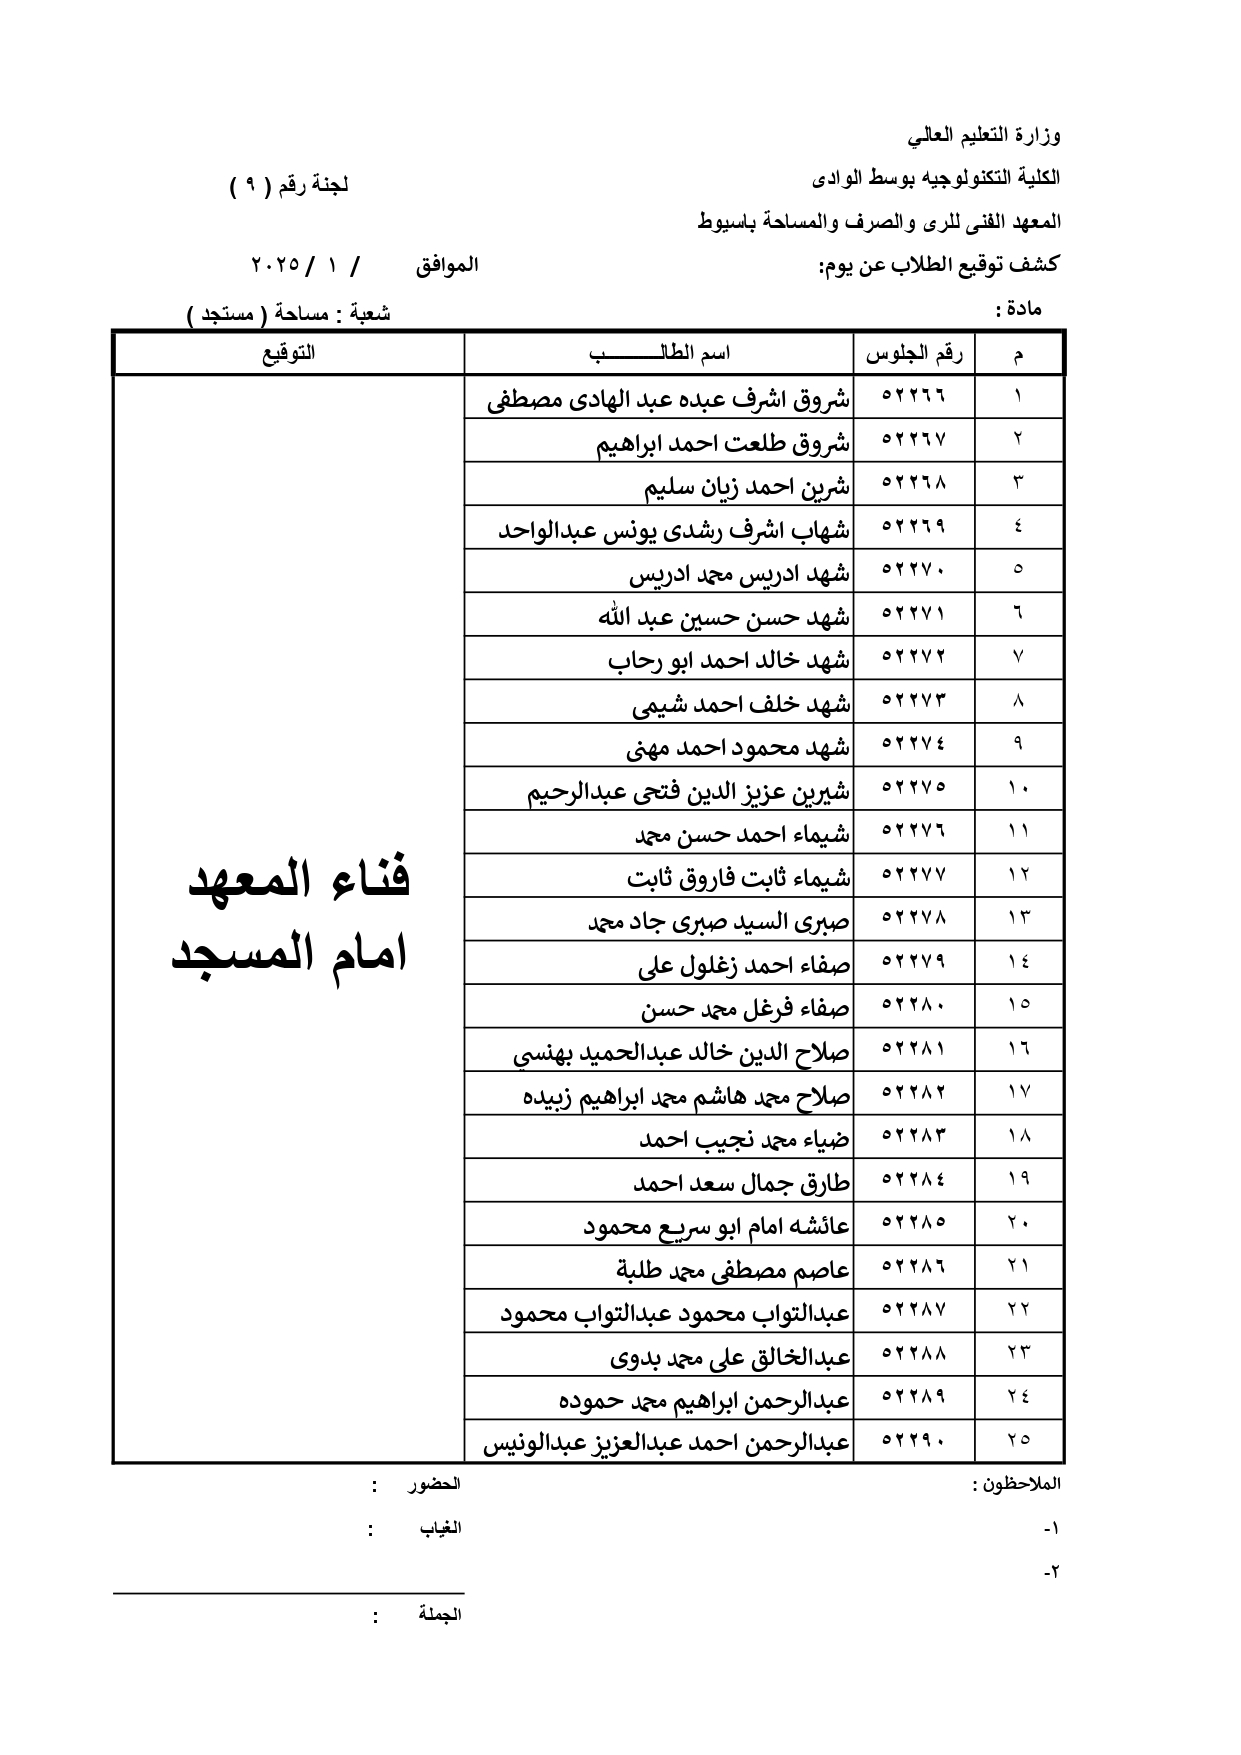 وزارة التعليم العالي
الكلية التكنولوجيه بوسط الوادى
لجنة رقم ( ٩ )
المعهد الفنى للرى والصرف والمساحة باسيوط
كشف توقيع الطلاب عن يوم: الموافق / ١ / ٢٠٢٥
مادة :
شعبة : مساحة ( مستجد )
م رقم الجلوس اسم الطالـــــــــب التوقيع
١ ٥٢٢٦٦ شروق اشرف عبده عبد الهادى مصطفى
٢ ٥٢٢٦٧ شروق طلعت احمد ابراهيم
٣ ٥٢٢٦٨ شرين احمد زيان سليم
٤ ٥٢٢٦٩ شهاب اشرف رشدى يونس عبدالواحد
٥ ٥٢٢٧٠ شهد ادريس محمد ادريس
٦ ٥٢٢٧١ شهد حسن حسين عبد الله
٧ ٥٢٢٧٢ شهد خالد احمد ابو رحاب
٨ ٥٢٢٧٣ شهد خلف احمد شيمى
٩ ٥٢٢٧٤ شهد محمود احمد مهنى
١٠ ٥٢٢٧٥ شيرين عزيز الدين فتحى عبدالرحيم
١١ ٥٢٢٧٦ شيماء احمد حسن محمد
١٢ ٥٢٢٧٧ شيماء ثابت فاروق ثابت
١٣ ٥٢٢٧٨ صبرى السيد صبرى جاد محمد
١٤ ٥٢٢٧٩ صفاء احمد زغلول على
١٥ ٥٢٢٨٠ صفاء فرغل محمد حسن
١٦ ٥٢٢٨١ صلاح الدين خالد عبدالحميد بهنسي
١٧ ٥٢٢٨٢ صلاح محمد هاشم محمد ابراهيم زبيده
١٨ ٥٢٢٨٣ ضياء محمد نجيب احمد
١٩ ٥٢٢٨٤ طارق جمال سعد احمد
٢٠ ٥٢٢٨٥ عائشه امام ابو سريع محمود
٢١ ٥٢٢٨٦ عاصم مصطفى محمد طلبة
٢٢ ٥٢٢٨٧ عبدالتواب محمود عبدالتواب محمود
٢٣ ٥٢٢٨٨ عبدالخالق على محمد بدوى
٢٤ ٥٢٢٨٩ عبدالرحمن ابراهيم محمد حموده
٢٥ ٥٢٢٩٠ عبدالرحمن احمد عبدالعزيز عبدالونيس
فناء المعهد
امام المسجد
الملاحظون : الحضور :
١- الغياب :
٢-
الجملة :